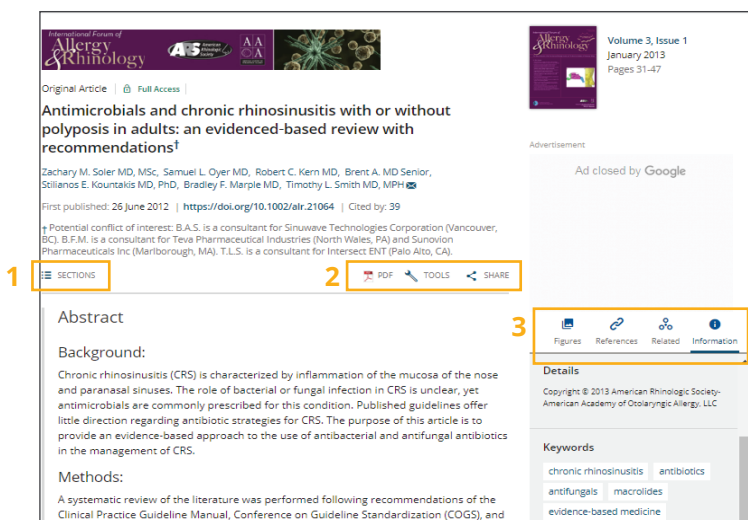 International Forum of
Allergy
&Rhinology
ARS American
Rhinologic
Society
AAOA
Original Article | Full Access |
Antimicrobials and chronic rhinosinusitis with or without
polyposis in adults: an evidenced-based review with
recommendations†
Zachary M. Soler MD, MSc, Samuel L. Oyer MD, Robert C. Kern MD, Brent A. MD Senior,
Stilianos E. Kountakis MD, PhD, Bradley F. Marple MD, Timothy L. Smith MD, MPH
First published: 26 June 2012 | https://doi.org/10.1002/alr.21064 | Cited by: 39
† Potential conflict of interest: B.A.S. is a consultant for Sinuwave Technologies Corporation (Vancouver,
BC). B.F.M. is a consultant for Teva Pharmaceutical Industries (North Wales, PA) and Sunovion
Pharmaceuticals Inc (Marlborough, MA). T.L.S. is a consultant for Intersect ENT (Palo Alto, CA).
1 SECTIONS 2 PDF TOOLS SHARE
Abstract
Background:
Chronic rhinosinusitis (CRS) is characterized by inflammation of the mucosa of the nose
and paranasal sinuses. The role of bacterial or fungal infection in CRS is unclear, yet
antimicrobials are commonly prescribed for this condition. Published guidelines offer
little direction regarding antibiotic strategies for CRS. The purpose of this article is to
provide an evidence-based approach to the use of antibacterial and antifungal antibiotics
in the management of CRS.
Methods:
A systematic review of the literature was performed following recommendations of the
Clinical Practice Guideline Manual, Conference on Guideline Standardization (COGS), and
Allergy
&Rhinology
Volume 3, Issue 1
January 2013
Pages 31-47
Advertisement
Ad closed by Google
3
Figures References Related Information
Details
Copyright © 2013 American Rhinologic Society-
American Academy of Otolaryngic Allergy, LLC
Keywords
chronic rhinosinusitis antibiotics
antifungals macrolides
evidence-based medicine